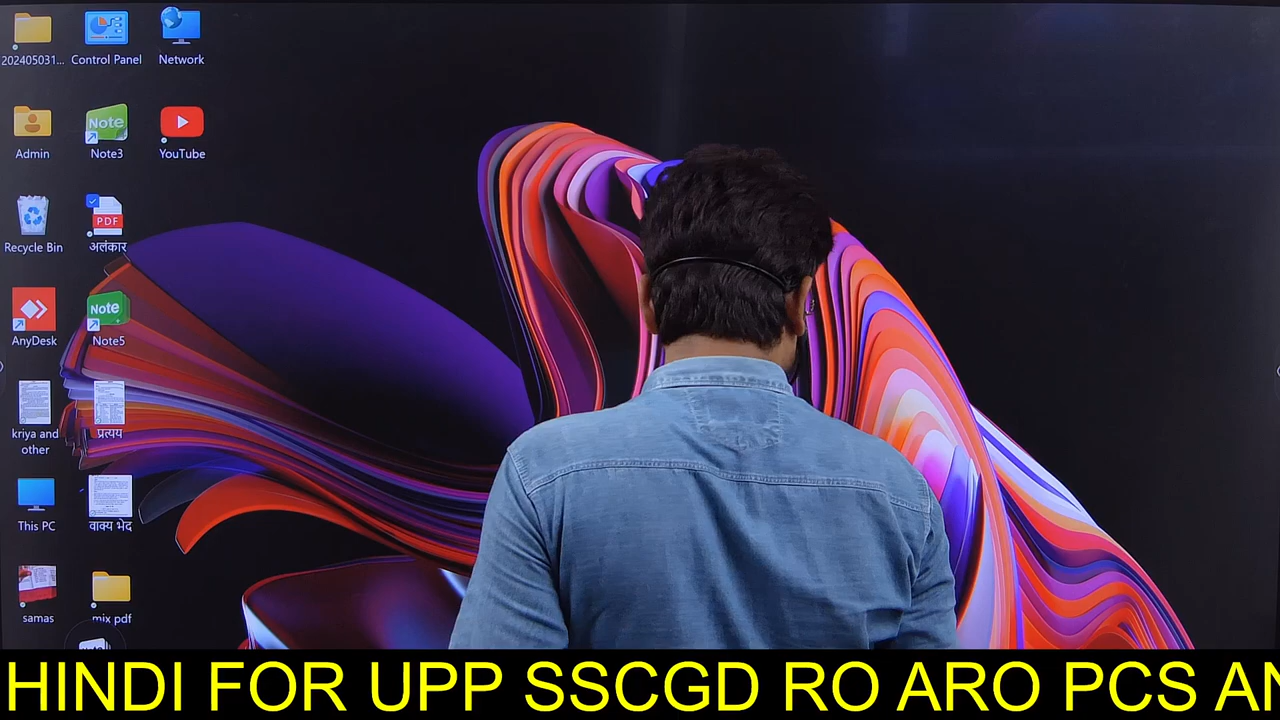 202405031...
Control Panel
Network
Admin
Note
Note3
YouTube
Recycle Bin
PDF
अलंकार
AnyDesk
Note
Note5
kriya and
other
प्रत्यय
This PC
वाक्य भेद
samas
mix pdf
HINDI FOR UPP SSCGD RO ARO PCS AN